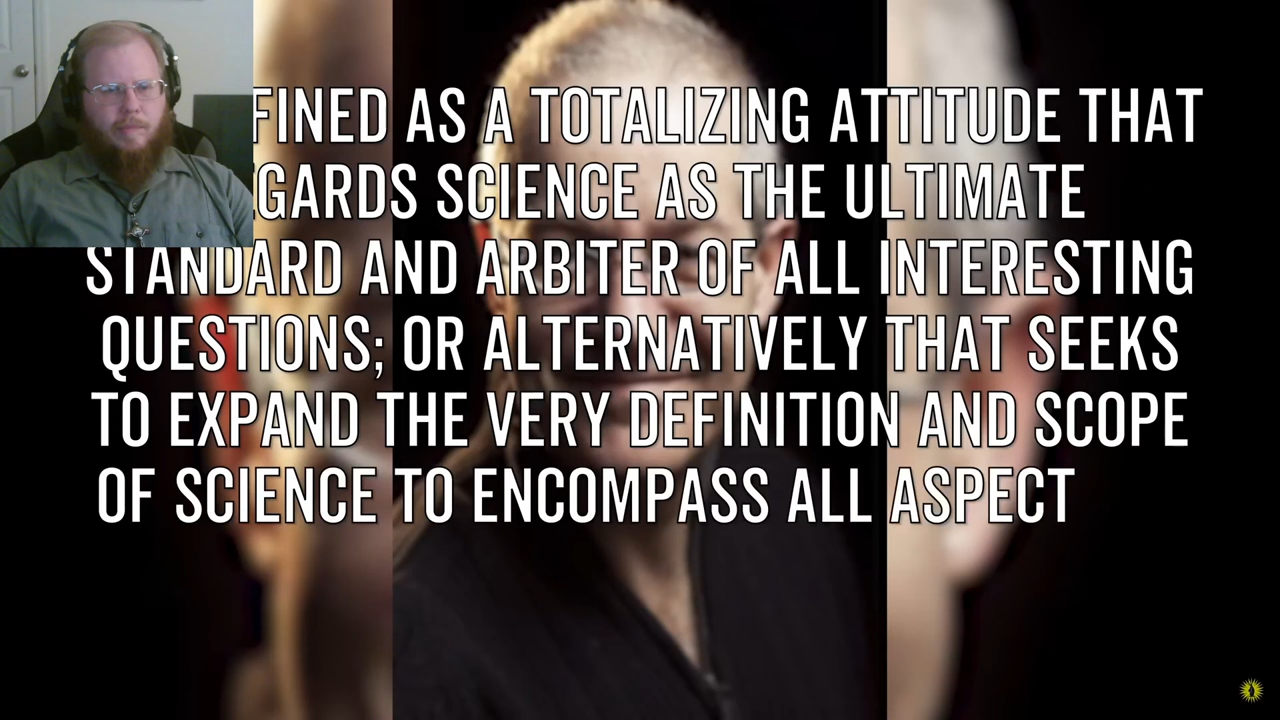 FINED AS A TOTALIZING ATTITUDE THAT
GARDS SCIENCE AS THE ULTIMATE
STANDARD AND ARBITER OF ALL INTERESTING
QUESTIONS; OR ALTERNATIVELY THAT SEEKS
TO EXPAND THE VERY DEFINITION AND SCOPE
OF SCIENCE TO ENCOMPASS ALL ASPECT